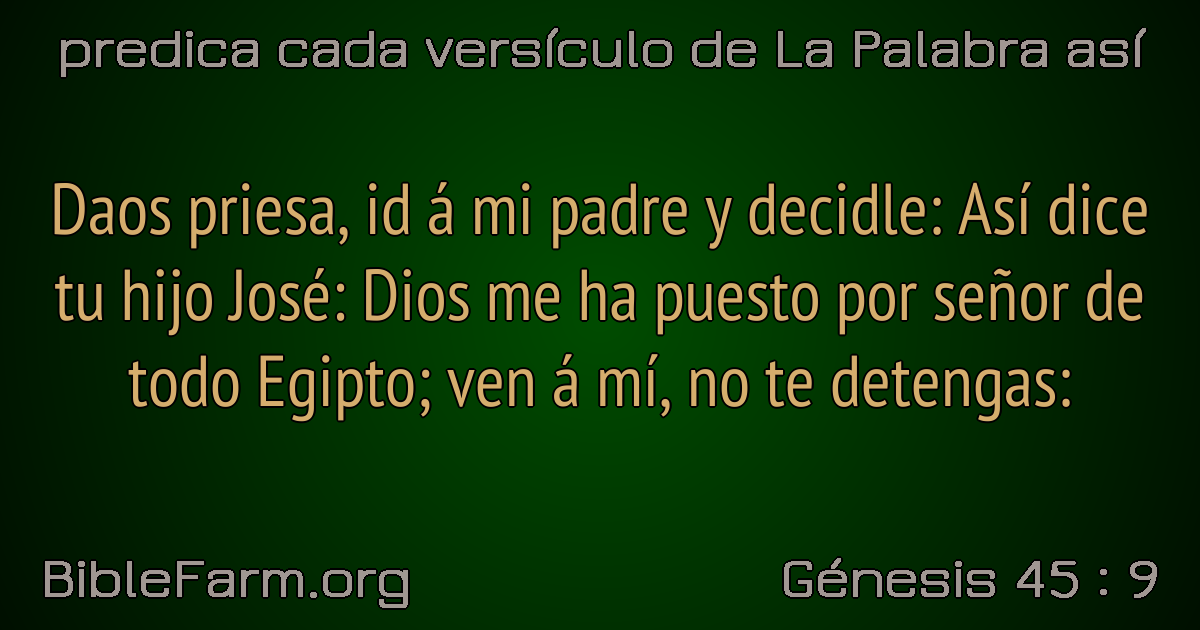 predica cada versículo de La Palabra así
Daos priesa, id á mi padre y decidle: Así dice
tu hijo José: Dios me ha puesto por señor de
todo Egipto; ven á mí, no te detengas:
BibleFarm.org
Génesis 45 : 9